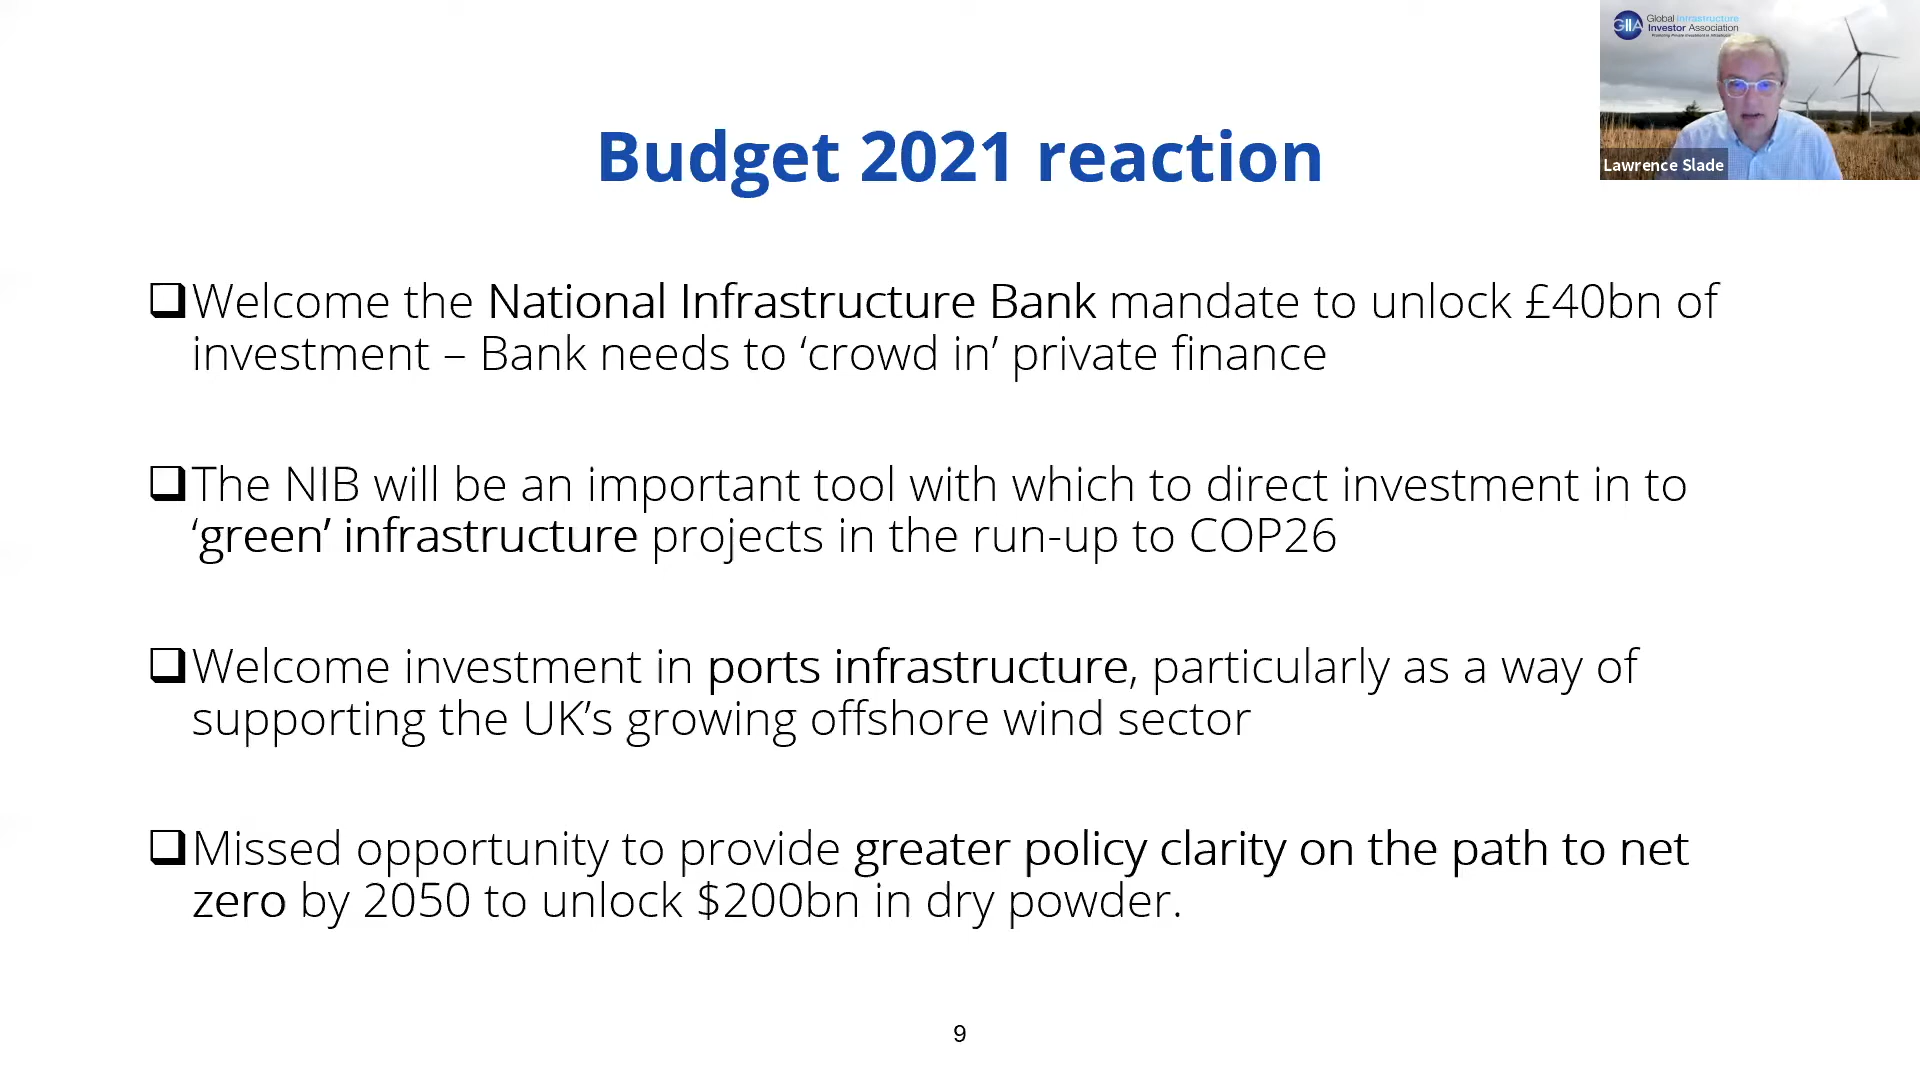 GIIA
Global Infrastructure
Investor Association
Lawrence Slade
Budget 2021 reaction
❑Welcome the National Infrastructure Bank mandate to unlock £40bn of
investment – Bank needs to ‘crowd in’ private finance
❑The NIB will be an important tool with which to direct investment in to
‘green’ infrastructure projects in the run-up to COP26
❑Welcome investment in ports infrastructure, particularly as a way of
supporting the UK’s growing offshore wind sector
❑Missed opportunity to provide greater policy clarity on the path to net
zero by 2050 to unlock $200bn in dry powder.
9